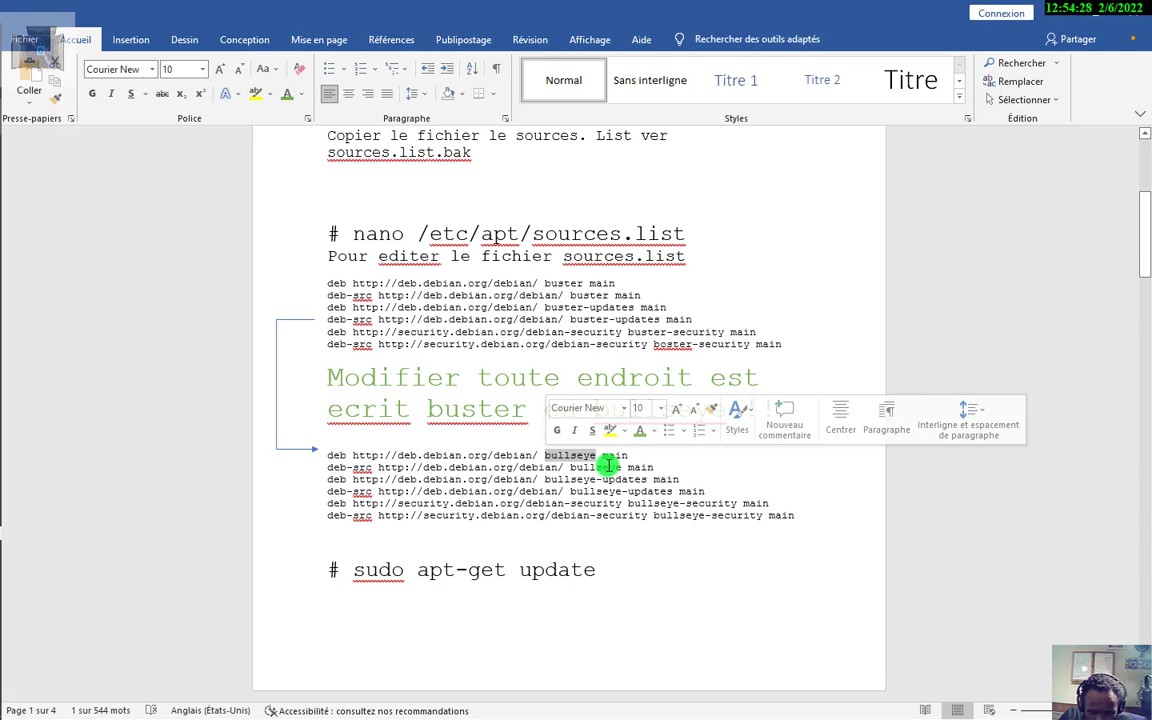 Connexion
12:54:28 2/6/2022
Fichier Accueil Insertion Dessin Conception Mise en page Références Publipostage Révision Affichage Aide Rechercher des outils adaptés Partager
Coller
Courier New 10
Normal
Sans interligne
Titre 1
Titre 2
Titre
Rechercher
Remplacer
Sélectionner
Presse-papiers Police Paragraphe Styles Édition
Copier le fichier le sources. List ver
sources.list.bak
# nano /etc/apt/sources.list
Pour editer le fichier sources.list
deb http://deb.debian.org/debian/ buster main
deb-src http://deb.debian.org/debian/ buster main
deb http://deb.debian.org/debian/ buster-updates main
deb-src http://deb.debian.org/debian/ buster-updates main
deb http://security.debian.org/debian-security buster-security main
deb-src http://security.debian.org/debian-security boster-security main
Modifier toute endroit est
ecrit buster
Courier New 10
Styles
Nouveau commentaire
Centrer
Paragraphe
Interligne et espacement de paragraphe
deb http://deb.debian.org/debian/ bullseye main
deb-src http://deb.debian.org/debian/ bullseye main
deb http://deb.debian.org/debian/ bullseye-updates main
deb-src http://deb.debian.org/debian/ bullseye-updates main
deb http://security.debian.org/debian-security bullseye-security main
deb-src http://security.debian.org/debian-security bullseye-security main
# sudo apt-get update
Page 1 sur 4 1 sur 544 mots Anglais (États-Unis) Accessibilité : consultez nos recommandations